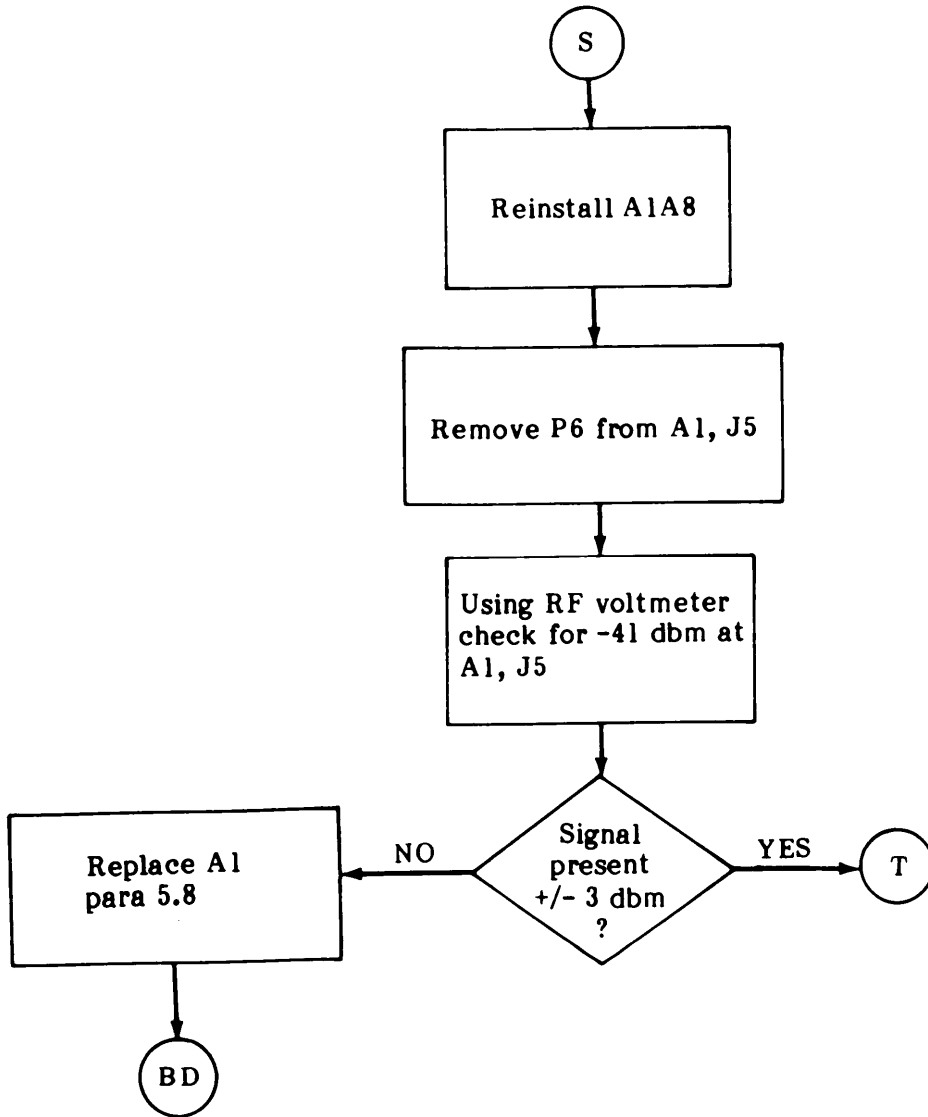 S
Reinstall A1A8
Remove P6 from A1, J5
Using RF voltmeter
check for -41 dbm at
A1, J5
Signal
present
+/- 3 dbm
?
NO
YES
Replace A1
para 5.8
T
BD